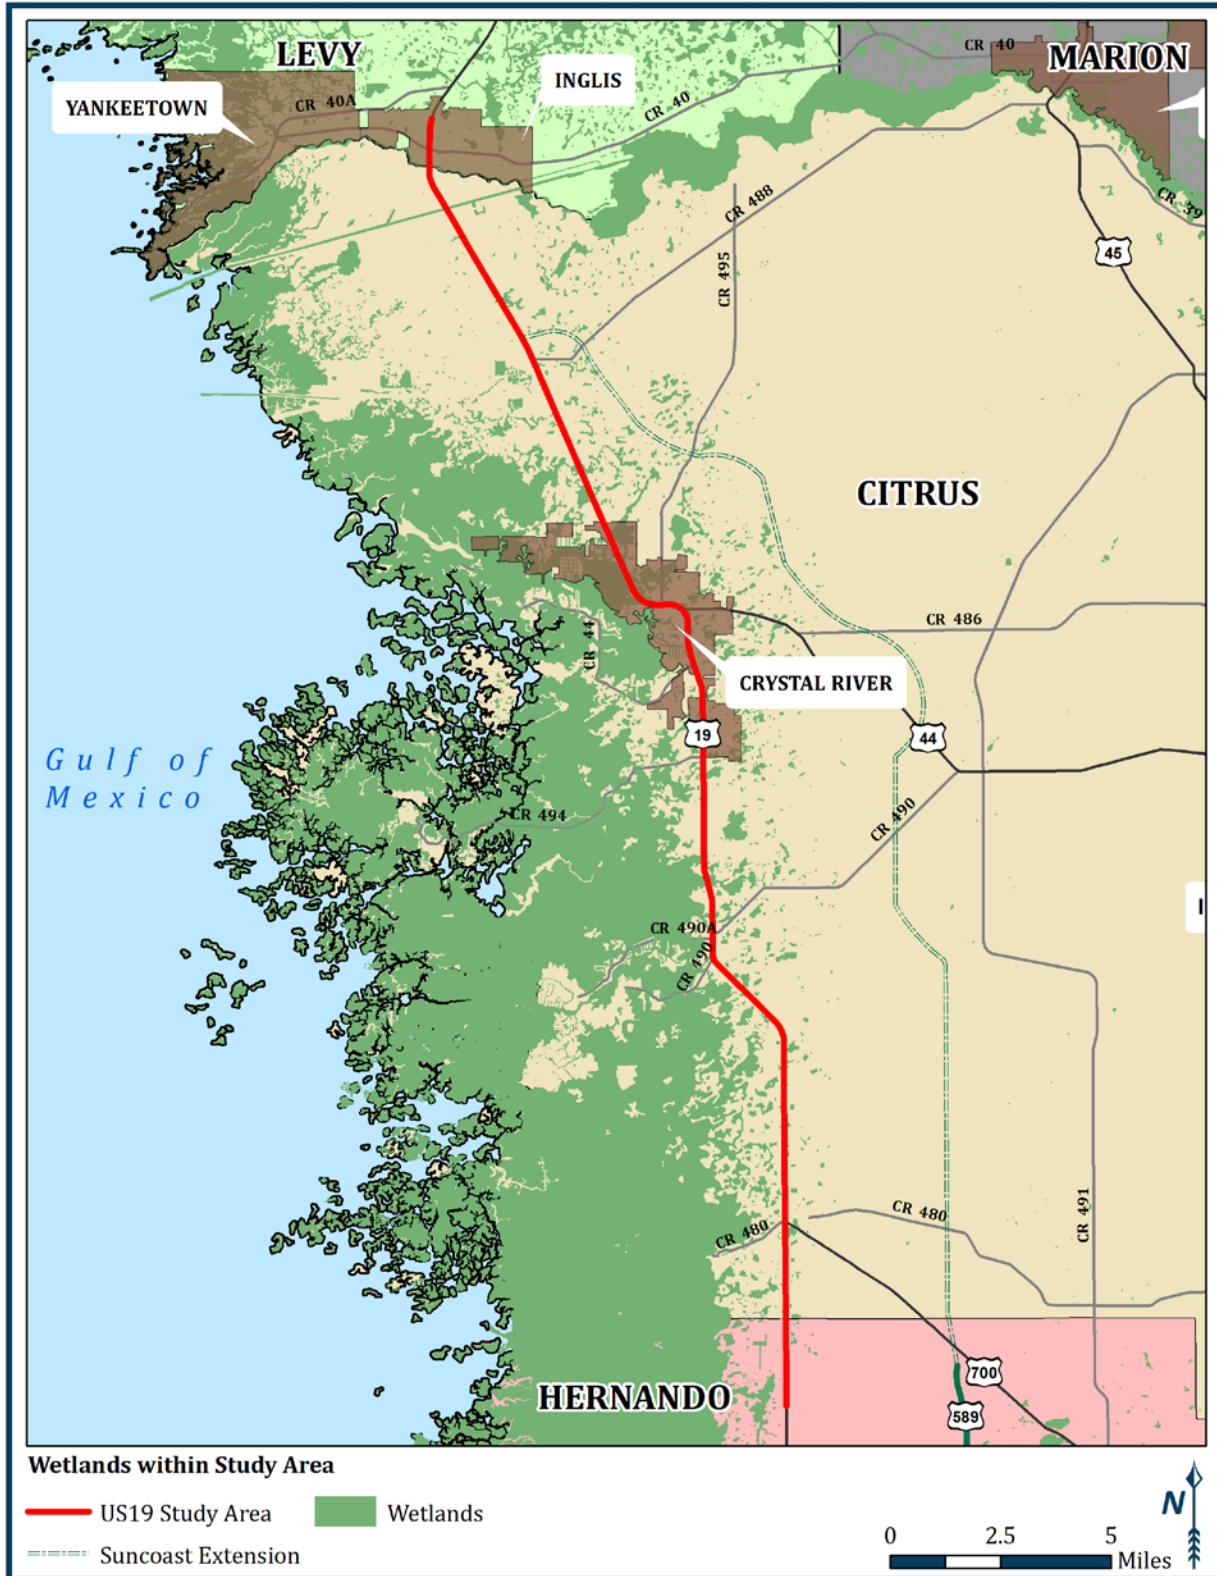 LEVY
MARION
CR 40
INGLIS
YANKEETOWN
CR 40A
CR 40
CR 488
CR 39
45
CR 495
CITRUS
CR 486
CR 44
CRYSTAL RIVER
19
44
Gulf of
Mexico
CR 494
CR 490
I
CR 490A
CR 490
CR 480
CR 480
CR 491
700
HERNANDO
589
Wetlands within Study Area
US19 Study Area
Wetlands
Suncoast Extension
N
0 2.5 5
Miles